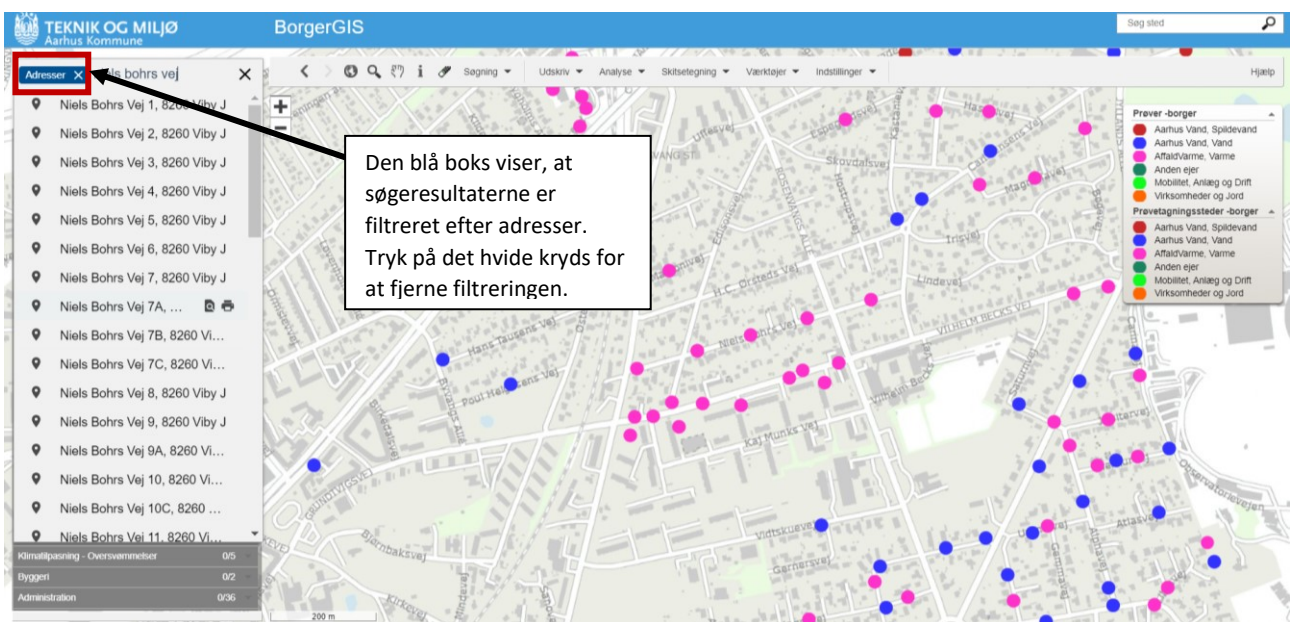 TEKNIK OG MILJØ
Aarhus Kommune
BorgerGIS
Søg sted
Adresser
ls bohrs vej
Søgning
Udskriv
Analyse
Skitsetegning
Værktøjer
Indstillinger
Hjælp
Niels Bohrs Vej 1, 8260 Viby J
Niels Bohrs Vej 2, 8260 Viby J
Niels Bohrs Vej 3, 8260 Viby J
Niels Bohrs Vej 4, 8260 Viby J
Niels Bohrs Vej 5, 8260 Viby J
Niels Bohrs Vej 6, 8260 Viby J
Niels Bohrs Vej 7, 8260 Viby J
Niels Bohrs Vej 7A, ...
Niels Bohrs Vej 7B, 8260 Vi...
Niels Bohrs Vej 7C, 8260 Vi...
Niels Bohrs Vej 8, 8260 Viby J
Niels Bohrs Vej 9, 8260 Viby J
Niels Bohrs Vej 9A, 8260 Vi...
Niels Bohrs Vej 10, 8260 Vi...
Niels Bohrs Vej 10C, 8260 ...
Niels Bohrs Vej 11, 8260 Vi...
Klimatilpasning - Oversvømmelser 0/5
Byggeri 0/2
Administration 0/36
Den blå boks viser, at
søgeresultaterne er
filtreret efter adresser.
Tryk på det hvide kryds for
at fjerne filtreringen.
Prøver -borger
Aarhus Vand, Spildevand
Aarhus Vand, Vand
AffaldVarme, Varme
Anden ejer
Mobilitet, Anlæg og Drift
Virksomheder og Jord
Prøvetagningssteder -borger
Aarhus Vand, Spildevand
Aarhus Vand, Vand
AffaldVarme, Varme
Anden ejer
Mobilitet, Anlæg og Drift
Virksomheder og Jord
Skovdalsvej
Irisvej
Lindevej
H.C. Ørsteds Vej
VILHELM BECKS VEJ
Niels Bohrs Vej
Hans Tausens Vej
Kaj Munks Vej
Vidtskuevej
Garnersvej
Bjørnbaksvej
Kirkevej
GRUNDTVIGSVEJ
Atlasvej
Observatorievejen
200 m